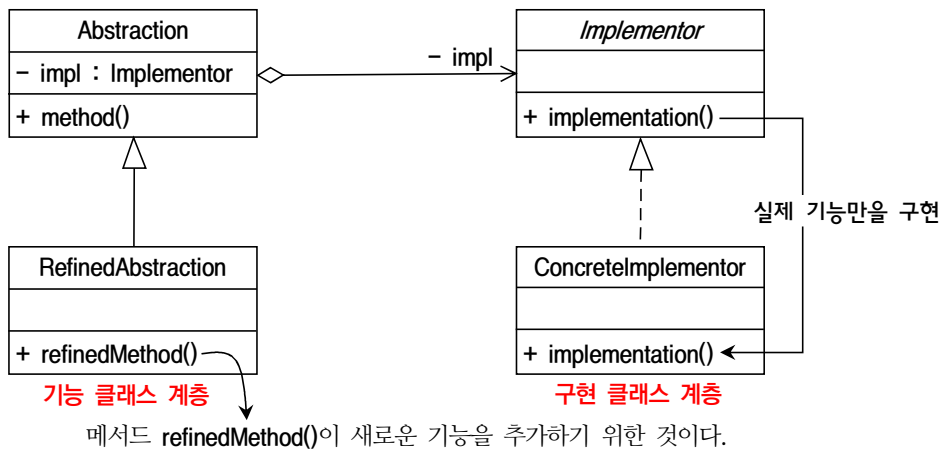 Abstraction
- impl : Implementor
+ method()
- impl
Implementor
+ implementation()
실제 기능만을 구현
RefinedAbstraction
+ refinedMethod()
기능 클래스 계층
ConcreteImplementor
+ implementation()
구현 클래스 계층
메서드 refinedMethod()이 새로운 기능을 추가하기 위한 것이다.